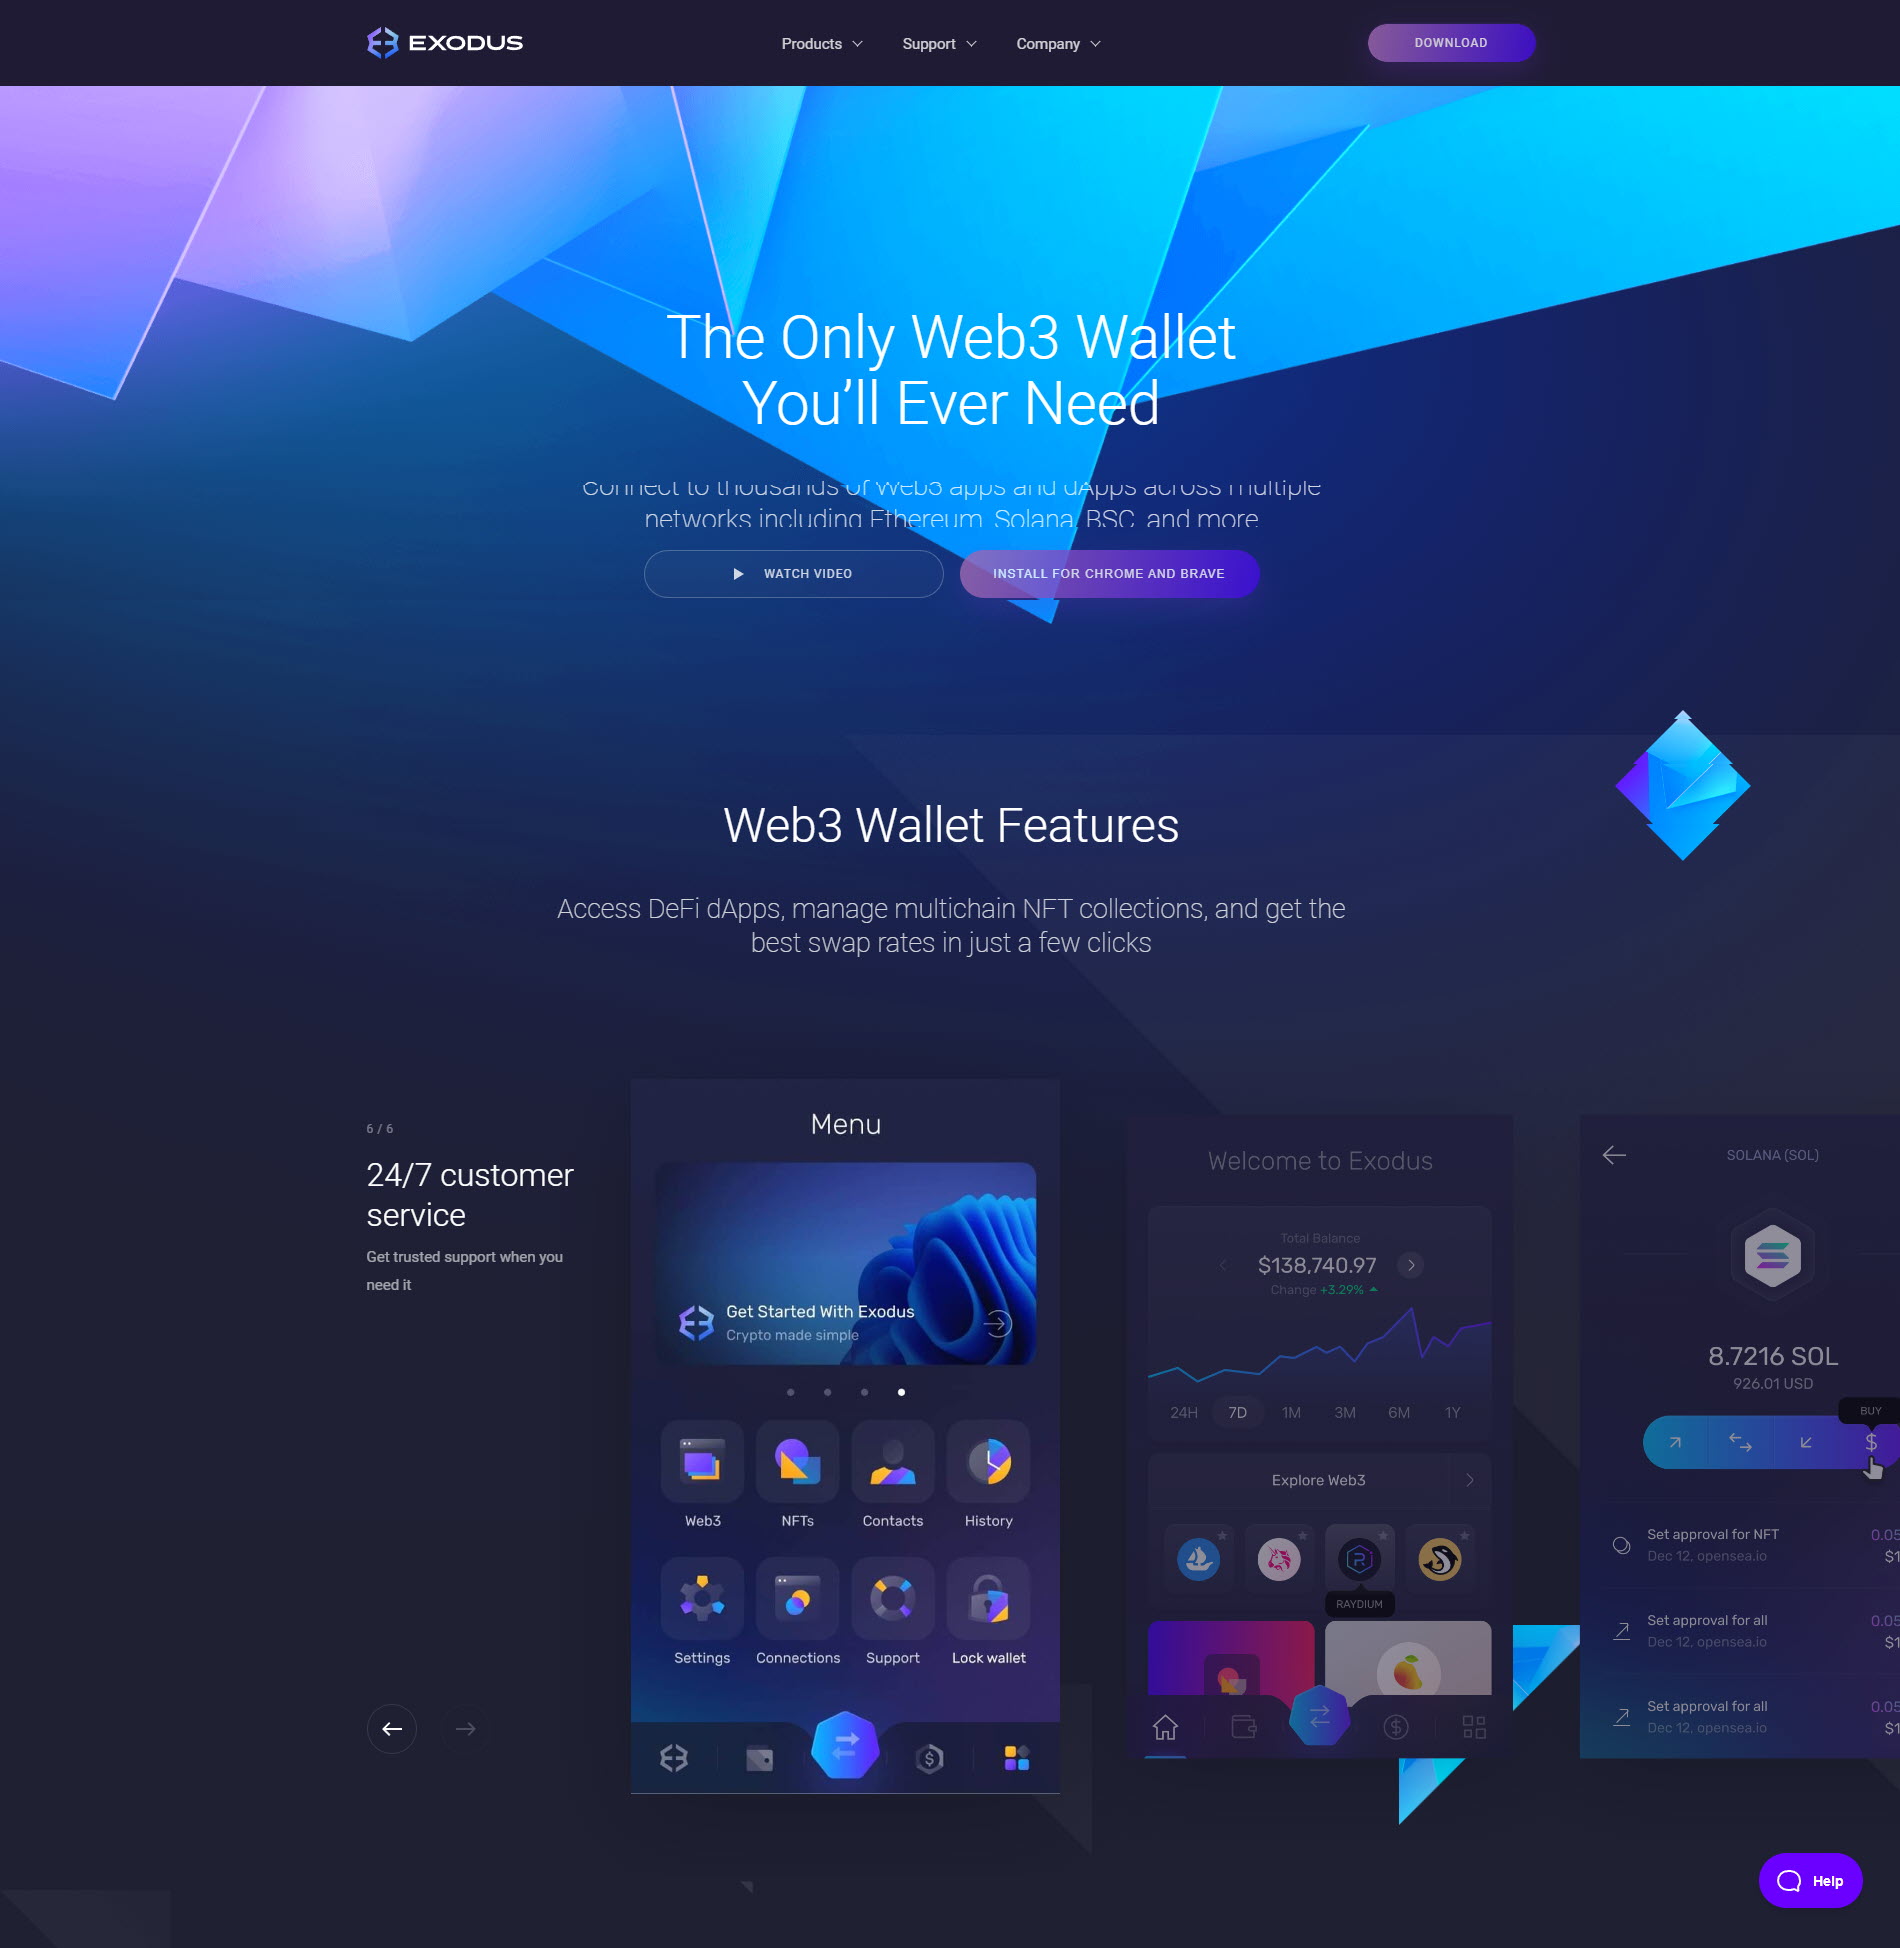 EXODUS
Products
Support
Company
DOWNLOAD
The Only Web3 Wallet
You’ll Ever Need
Connect to thousands of Web3 apps and dApps across multiple
networks including Ethereum, Solana, BSC, and more
WATCH VIDEO
INSTALL FOR CHROME AND BRAVE
Web3 Wallet Features
Access DeFi dApps, manage multichain NFT collections, and get the
best swap rates in just a few clicks
6 / 6
24/7 customer
service
Get trusted support when you
need it
Menu
Get Started With Exodus
Crypto made simple
Web3
NFTs
Contacts
History
Settings
Connections
Support
Lock wallet
Welcome to Exodus
Total Balance
$138,740.97
Change +3.29%
24H
7D
1M
3M
6M
1Y
Explore Web3
RAYDIUM
SOLANA (SOL)
8.7216 SOL
926.01 USD
BUY
Set approval for NFT
0.05
Dec 12, opensea.io
$1
Set approval for all
0.05
Dec 12, opensea.io
$1
Set approval for all
0.05
Dec 12, opensea.io
$1
Help